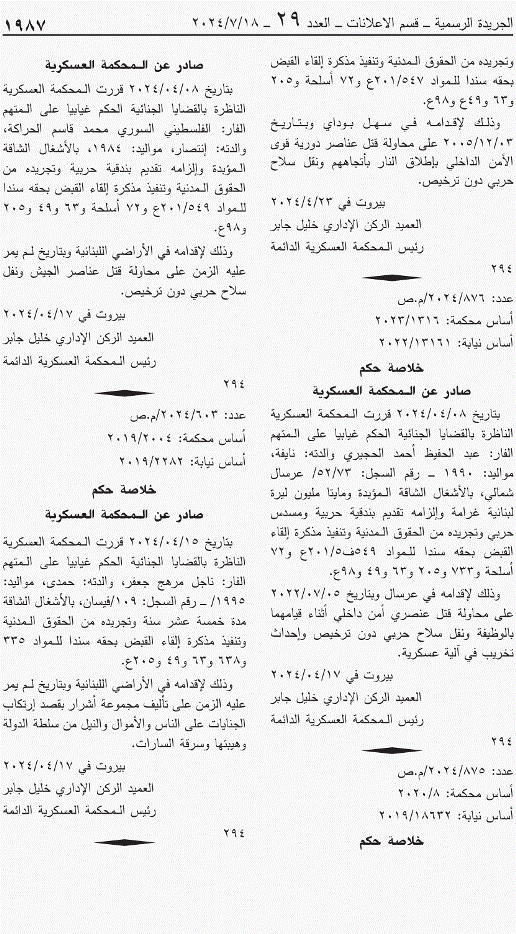 الجريدة الرسمية ــ قسم الاعلانات ــ العدد ٢٩ ــ ٢٠٢٤/٧/١٨
١٩٨٧
وتجريده من الحقوق المدنية وتنفيذ مذكرة إلقاء القبض
بحقه سندا للمواد ٢٠١/٥٤٧ع و٧٢ أسلحة و٢٠٥
و٦٣ و٤٩ع و٩٨ع.
وذلك لإقدامه في سهل بوداي وبتاريخ
٢٠٠٥/١٢/٠٣ على محاولة قتل عناصر دورية قوى
الأمن الداخلي بإطلاق النار بأتجاههم ونقل سلاح
حربي دون ترخيص.
بيروت في ٢٠٢٤/٤/٢٣
العميد الركن الإداري خليل جابر
رئيس المحكمة العسكرية الدائمة
٢٩٤
عدد: ٢٠٢٤/٨٧٦/م.ص
أساس محكمة: ٢٠٢٣/١٣١٦
أساس نيابة: ٢٠٢٢/١٣١٦١
خلاصة حكم
صادر عن المحكمة العسكرية
بتاريخ ٢٠٢٤/٠٤/٠٨ قررت المحكمة العسكرية
الناظرة بالقضايا الجنائية الحكم غيابيا على المتهم
الفار: عبد الحفيظ أحمد الحجيري والدته: نايفة،
مواليد: ١٩٩٠ ــ رقم السجل: ٥٢/٧٣/ عرسال
شمالي، بالأشغال الشاقة المؤبدة ومايتا مليون ليرة
لبنانية غرامة وإلزامه تقديم بندقية حربية ومسدس
حربي وتجريده من الحقوق المدنية وتنفيذ مذكرة إلقاء
القبض بحقه سندا للمواد ٥٤٩ف٢٠١/٥ع و٧٢
أسلحة و٧٣٣ و٢٠٥ و٦٣ و٤٩ و٩٨ع.
وذلك لإقدامه في عرسال وبتاريخ ٢٠٢٢/٠٧/٠٥
على محاولة قتل عنصري أمن داخلي أثناء قيامهما
بالوظيفة ونقل سلاح حربي دون ترخيص وإحداث
تخريب في آلية عسكرية.
بيروت في ٢٠٢٤/٠٤/١٧
العميد الركن الإداري خليل جابر
رئيس المحكمة العسكرية الدائمة
٢٩٤
عدد: ٢٠٢٤/٨٧٥/م.ص
أساس محكمة: ٢٠٢٠/٨
أساس نيابة: ٢٠١٩/١٨٦٣٢
خلاصة حكم
صادر عن المحكمة العسكرية
بتاريخ ٢٠٢٤/٠٤/٠٨ قررت المحكمة العسكرية
الناظرة بالقضايا الجنائية الحكم غيابيا على المتهم
الفار: الفلسطيني السوري محمد قاسم الحراكة،
والدته: إنتصار، مواليد: ١٩٨٤، بالأشغال الشاقة
المؤبدة وإلزامه تقديم بندقية حربية وتجريده من
الحقوق المدنية وتنفيذ مذكرة إلقاء القبض بحقه سندا
للمواد ٢٠١/٥٤٩ع و٧٢ أسلحة و٦٣ و٤٩ و٢٠٥
و٩٨ع.
وذلك لإقدامه في الأراضي اللبنانية وبتاريخ لم يمر
عليه الزمن على محاولة قتل عناصر الجيش ونقل
سلاح حربي دون ترخيص.
بيروت في ٢٠٢٤/٠٤/١٧
العميد الركن الإداري خليل جابر
رئيس المحكمة العسكرية الدائمة
٢٩٤
عدد: ٢٠٢٤/٦٠٣/م.ص
أساس محكمة: ٢٠١٩/٢٠٠٤
أساس نيابة: ٢٠١٩/٢٢٨٢
خلاصة حكم
صادر عن المحكمة العسكرية
بتاريخ ٢٠٢٤/٠٤/١٥ قررت المحكمة العسكرية
الناظرة بالقضايا الجنائية الحكم غيابيا على المتهم
الفار: ناجل مرهج جعفر، والدته: حمدى، مواليد:
١٩٩٥/ ــ رقم السجل: ١٠٩/فيسان، بالأشغال الشاقة
مدة خمسة عشر سنة وتجريده من الحقوق المدنية
وتنفيذ مذكرة إلقاء القبض بحقه سندا للمواد ٣٣٥
و٦٣٨ و٦٣ و٤٩ و٢٠٥ع.
وذلك لإقدامه في الأراضي اللبنانية وبتاريخ لم يمر
عليه الزمن على تأليف مجموعة أشرار بقصد إرتكاب
الجنايات على الناس والأموال والنيل من سلطة الدولة
وهيبتها وسرقة السيارات.
بيروت في ٢٠٢٤/٠٤/١٧
العميد الركن الإداري خليل جابر
رئيس المحكمة العسكرية الدائمة
٢٩٤